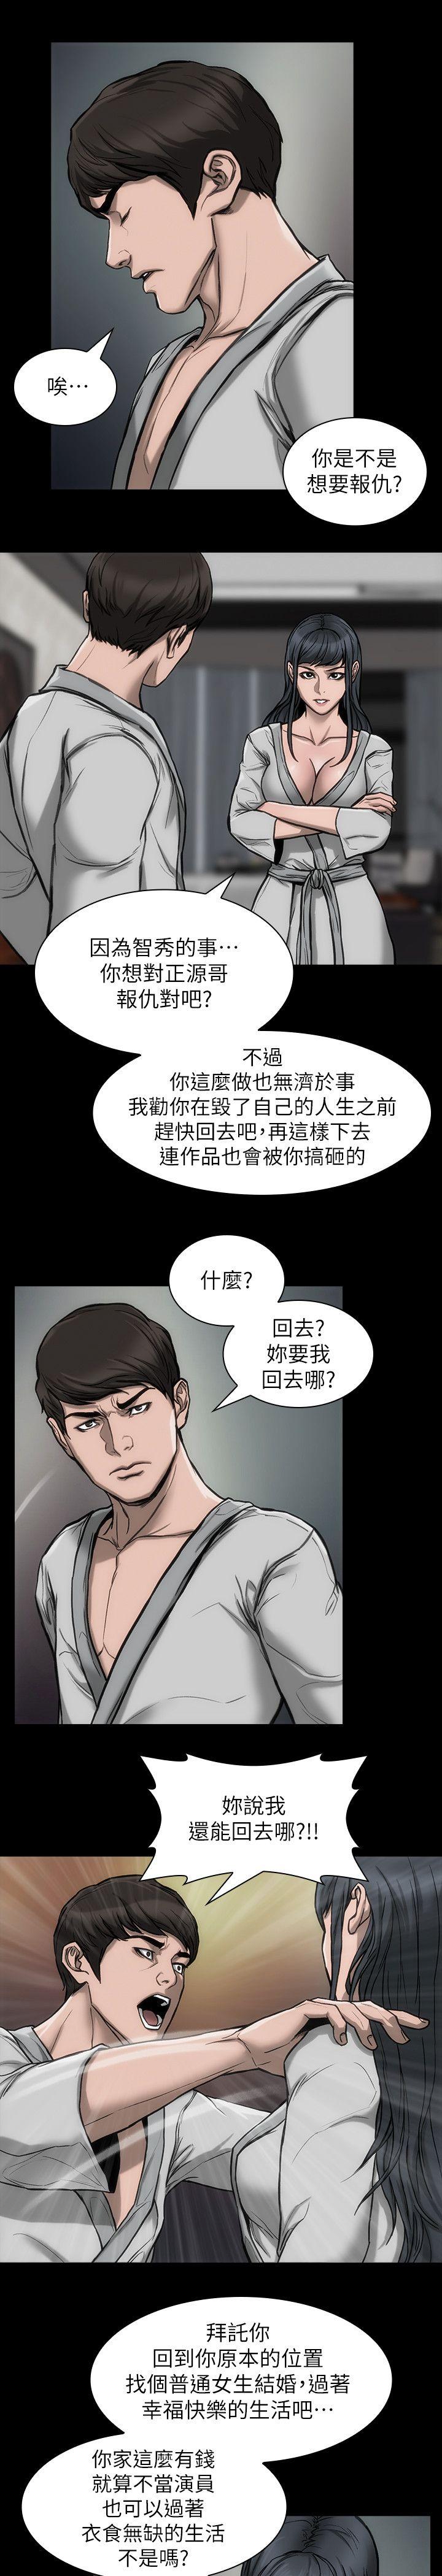 唉⋯
你是不是
想要報仇?
因為智秀的事⋯
你想對正源哥
報仇對吧?
不過
你這麼做也無濟於事
我勸你在毀了自己的人生之前
趕快回去吧,再這樣下去
連作品也會被你搞砸的
什麼?
回去?
妳要我
回去哪?
妳說我
還能回去哪?!!
拜託你
回到你原本的位置
找個普通女生結婚,過著
幸福快樂的生活吧⋯
你家這麼有錢
就算不當演員
也可以過著
衣食無缺的生活
不是嗎?